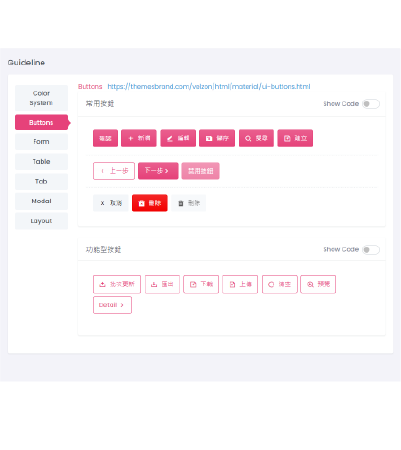 Guideline
Color
System
Buttons
Form
Table
Tab
Modal
Layout
Buttons https://themesbrand.com/velzon/html/material/ui-buttons.html
常用按鈕 Show Code
確認 + 新增 編輯 儲存 搜尋 建立
上一步 下一步 禁用按鈕
X 取消 刪除 刪除
功能型按鈕 Show Code
批次更新 匯出 下載 上傳 清空 預覽
Detail